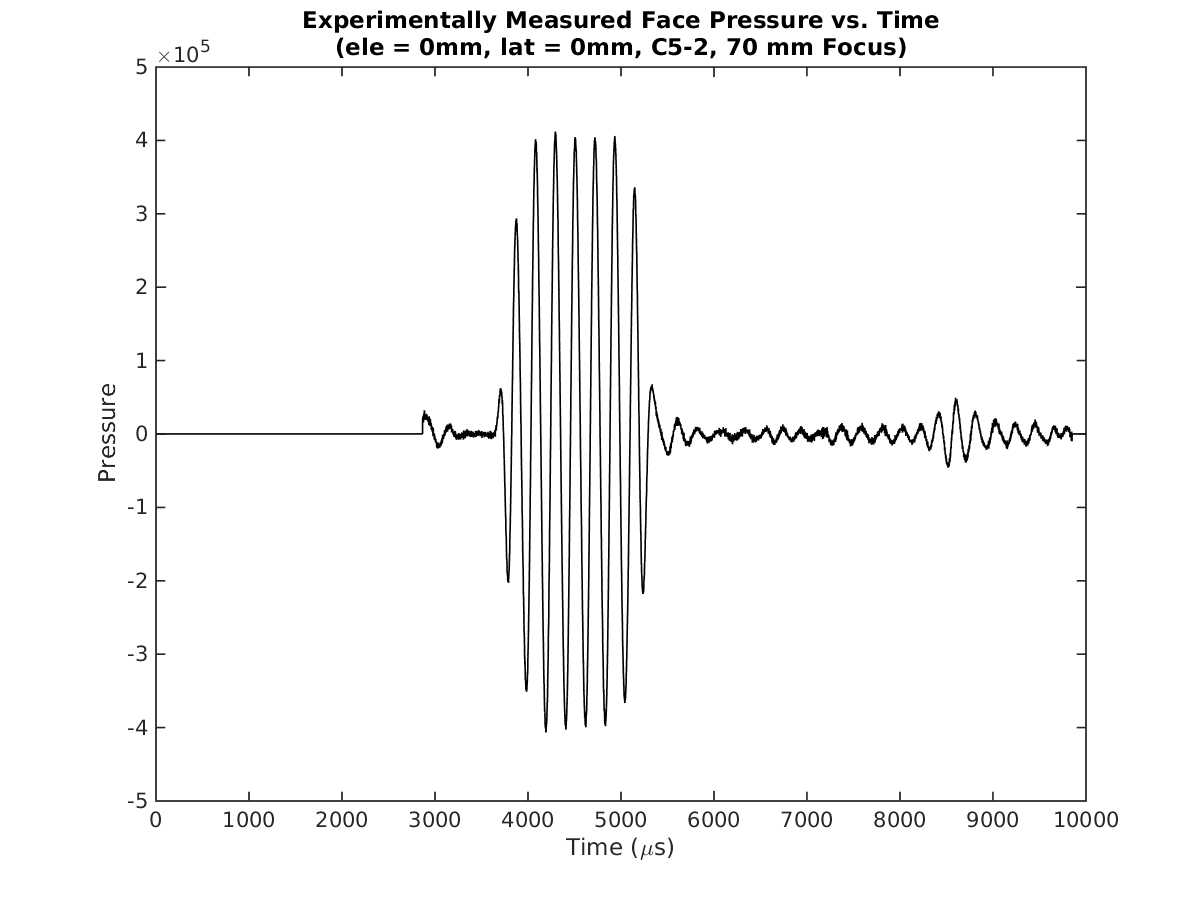 Experimentally Measured Face Pressure vs. Time
(ele = 0mm, lat = 0mm, C5-2, 70 mm Focus)
×10⁵
5
4
3
2
1
0
-1
-2
-3
-4
-5
Pressure
0 1000 2000 3000 4000 5000 6000 7000 8000 9000 10000
Time (μs)